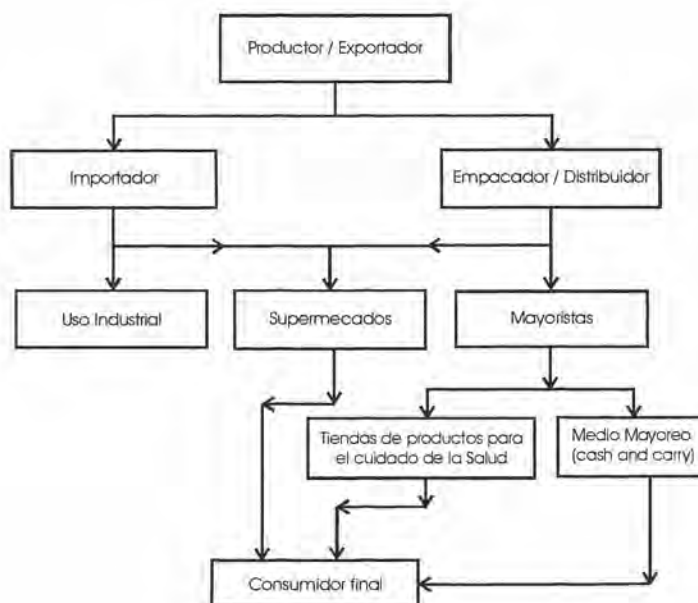 Productor / Exportador
Importador
Empacador / Distribuidor
Uso Industrial
Supermecados
Mayoristas
Tiendas de productos para
el cuidado de la Salud
Medio Mayoreo
(cash and carry)
Consumidor final